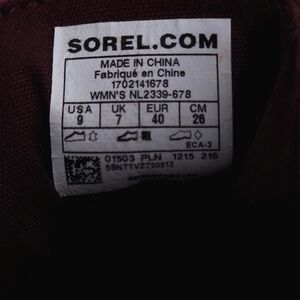 SOREL.COM
MADE IN CHINA
Fabriqué en Chine
1702141678
WMN'S NL2339-678
USA UK EUR CM
9 7 40 26
ECA-3
01503 PLN 1215 216